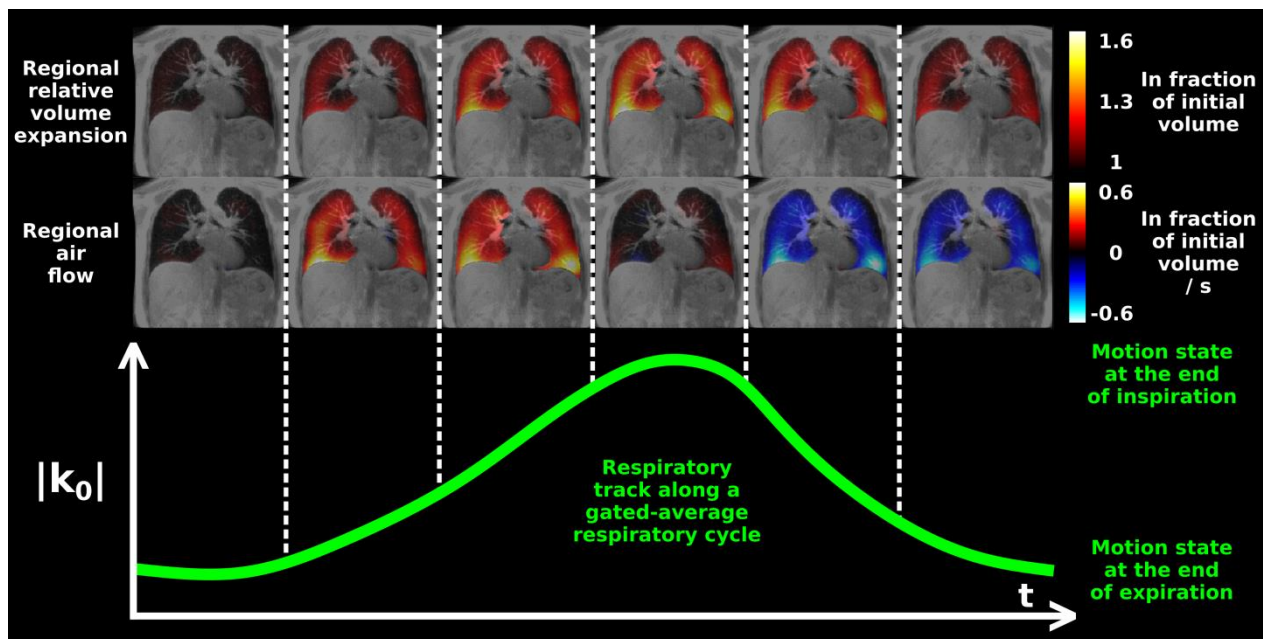 Regional
relative
volume
expansion
1.6
1.3
1
In fraction
of initial
volume
Regional
air
flow
0.6
0
-0.6
In fraction
of initial
volume
/ s
Motion state
at the end
of inspiration
|k₀|
Respiratory
track along a
gated-average
respiratory cycle
Motion state
at the end
of expiration
t